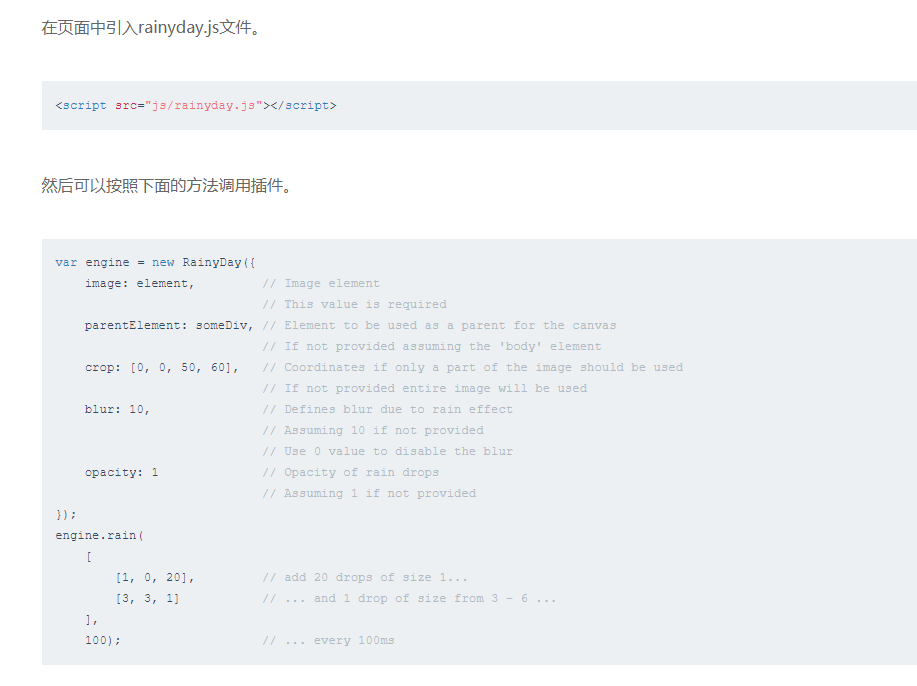 在页面中引入rainyday.js文件。
<script src="js/rainyday.js"></script>
然后可以按照下面的方法调用插件。
var engine = new RainyDay({
    image: element,         // Image element
                            // This value is required
    parentElement: someDiv, // Element to be used as a parent for the canvas
                            // If not provided assuming the 'body' element
    crop: [0, 0, 50, 60],   // Coordinates if only a part of the image should be used
                            // If not provided entire image will be used
    blur: 10,               // Defines blur due to rain effect
                            // Assuming 10 if not provided
                            // Use 0 value to disable the blur
    opacity: 1              // Opacity of rain drops
                            // Assuming 1 if not provided
});
engine.rain(
    [
        [1, 0, 20],         // add 20 drops of size 1...
        [3, 3, 1]           // ... and 1 drop of size from 3 - 6 ...
    ],
    100);                   // ... every 100ms